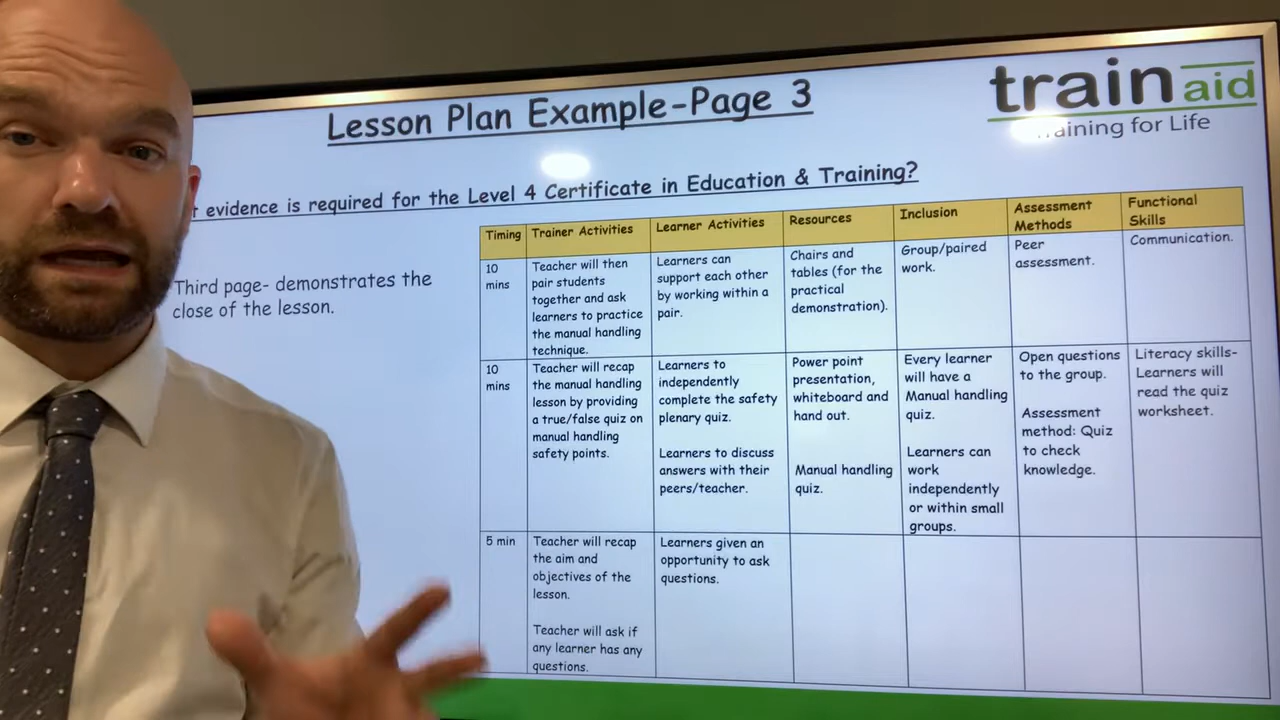 Lesson Plan Example-Page 3
train aid
Training for Life
evidence is required for the Level 4 Certificate in Education & Training?
Third page- demonstrates the
close of the lesson.
Timing
Trainer Activities
Learner Activities
Resources
Inclusion
Assessment
Methods
Functional
Skills
10
mins
Teacher will then
pair students
together and ask
learners to practice
the manual handling
technique.
Learners can
support each other
by working within a
pair.
Chairs and
tables (for the
practical
demonstration).
Group/paired
work.
Peer
assessment.
Communication.
10
mins
Teacher will recap
the manual handling
lesson by providing
a true/false quiz on
manual handling
safety points.
Learners to
independently
complete the safety
plenary quiz.
Learners to discuss
answers with their
peers/teacher.
Power point
presentation,
whiteboard and
hand out.
Manual handling
quiz.
Every learner
will have a
Manual handling
quiz.
Learners can
work
independently
or within small
groups.
Open questions
to the group.
Assessment
method: Quiz
to check
knowledge.
Literacy skills-
Learners will
read the quiz
worksheet.
5 min
Teacher will recap
the aim and
objectives of the
lesson.
Teacher will ask if
any learner has any
questions.
Learners given an
opportunity to ask
questions.